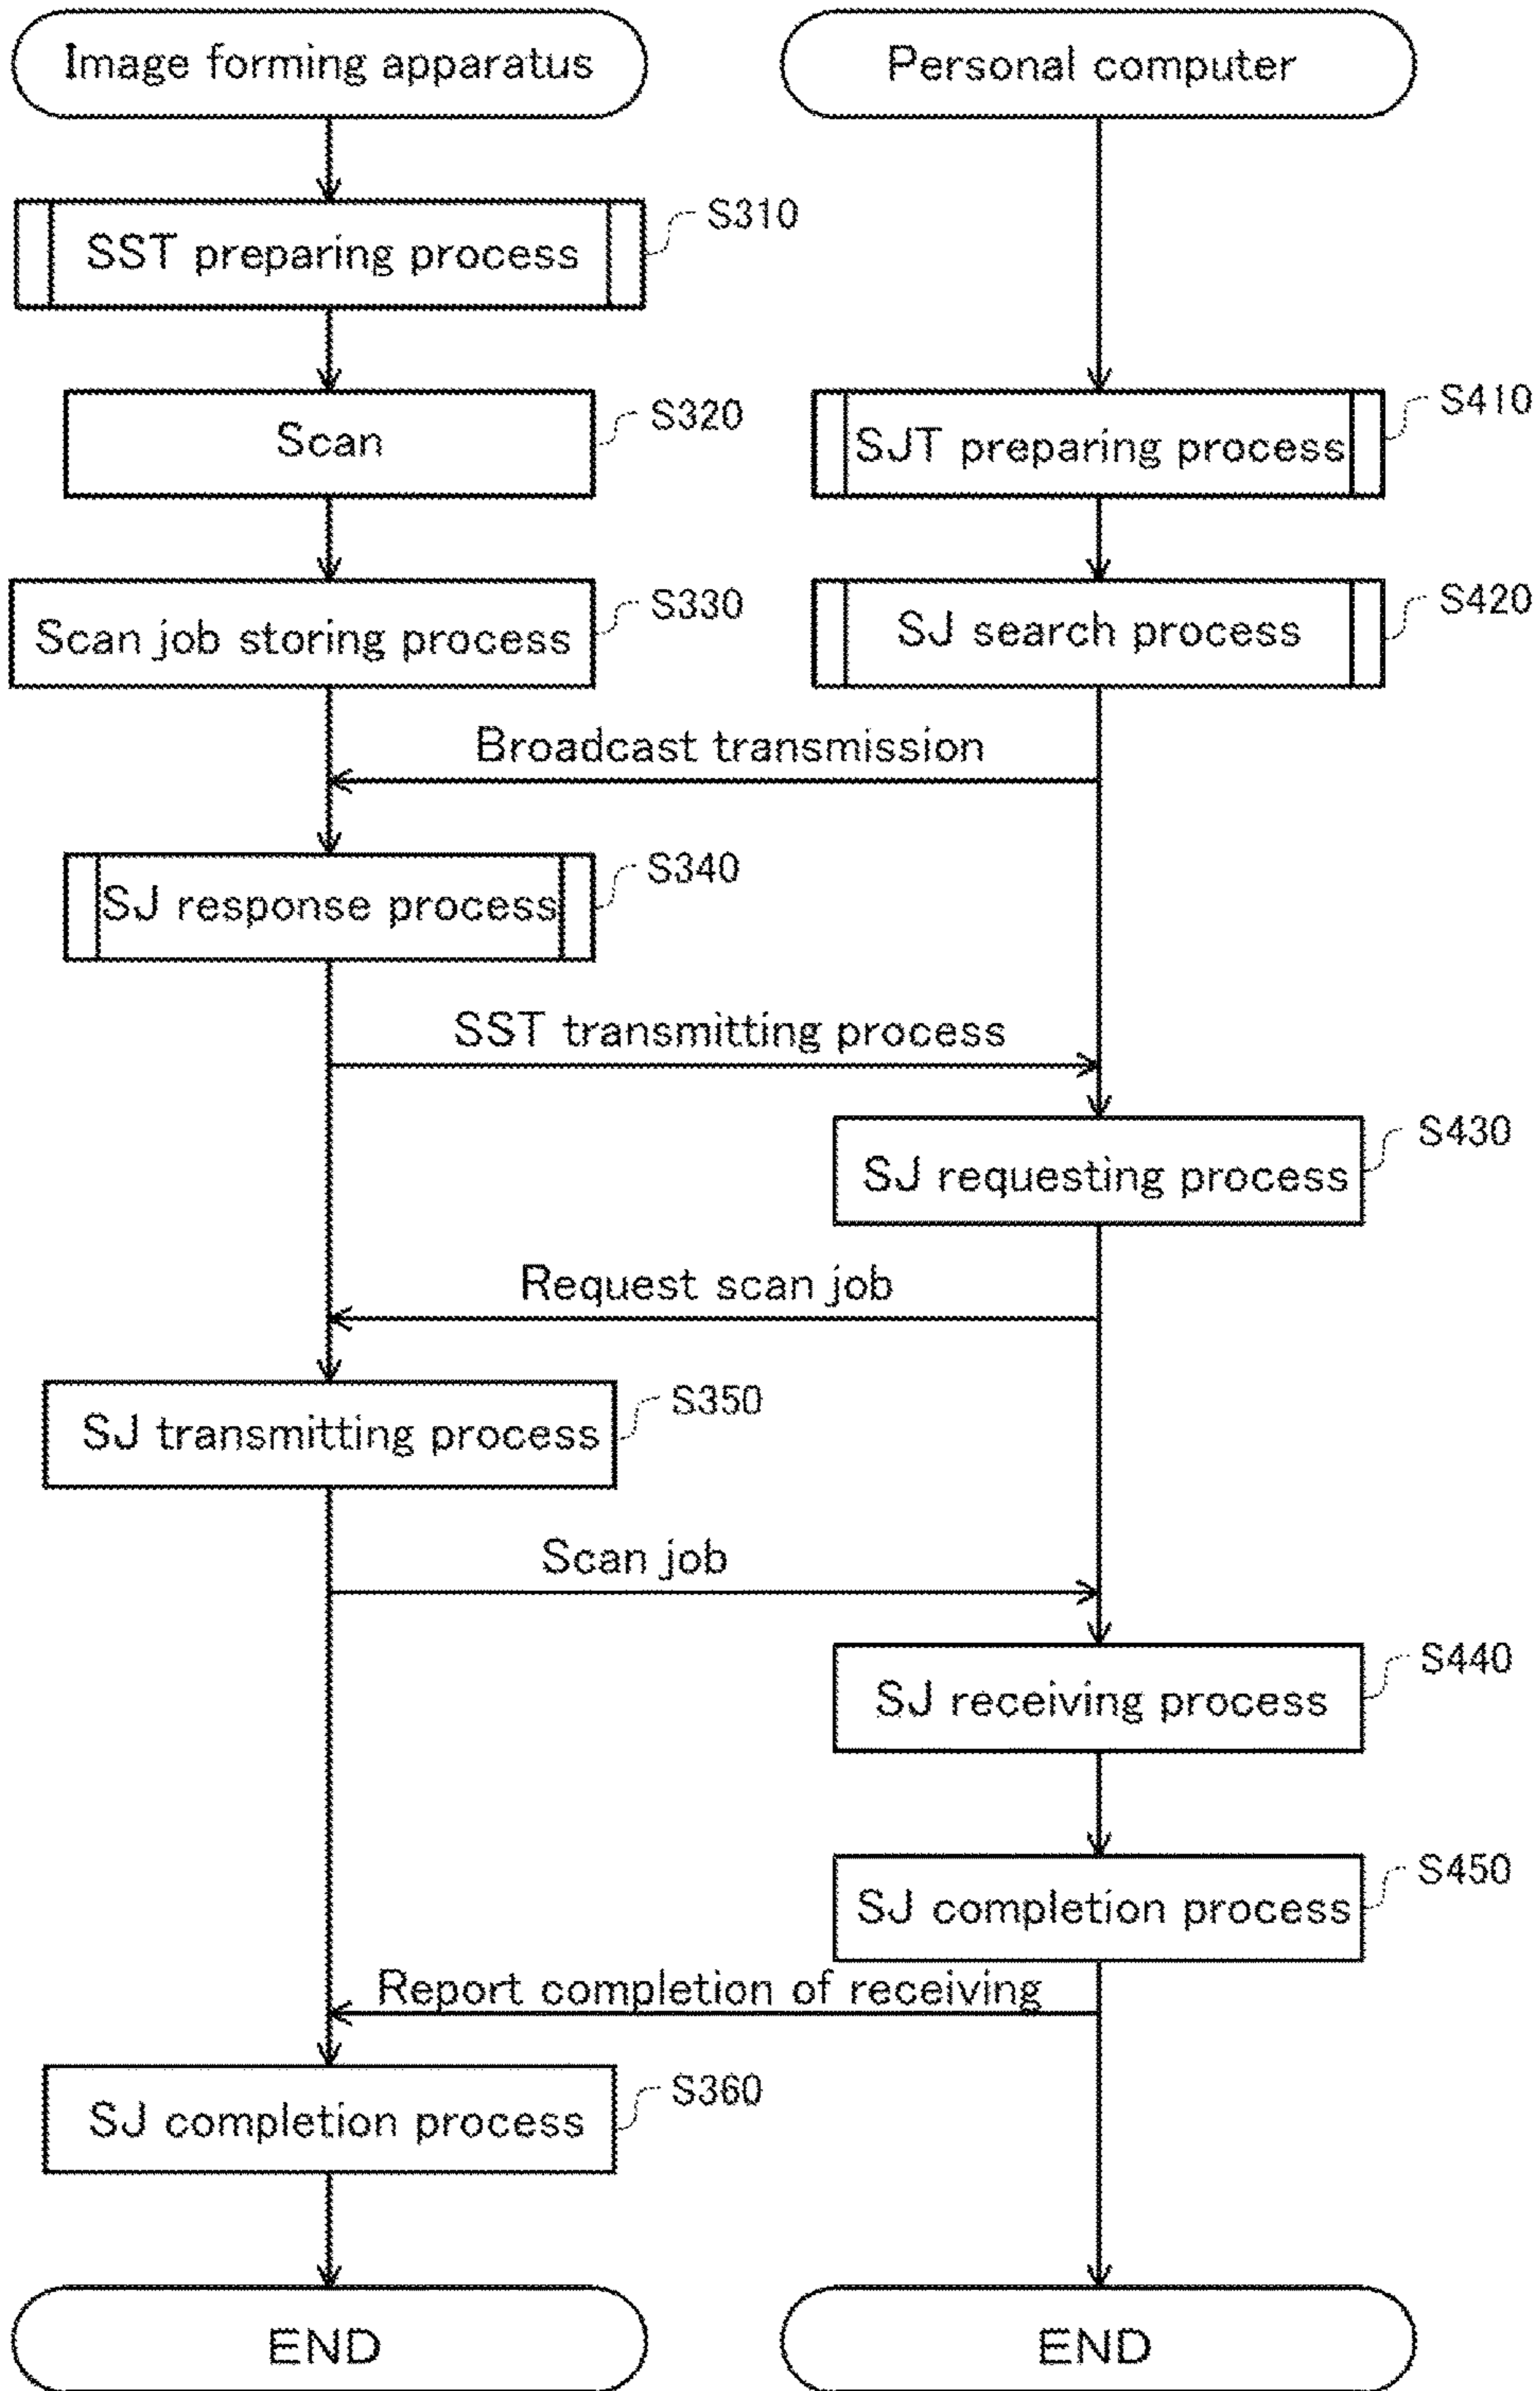 Image forming apparatus
Personal computer
SST preparing process
S310
Scan
S320
SJT preparing process
S410
Scan job storing process
S330
SJ search process
S420
Broadcast transmission
SJ response process
S340
SST transmitting process
SJ requesting process
S430
Request scan job
SJ transmitting process
S350
Scan job
SJ receiving process
S440
SJ completion process
S450
Report completion of receiving
SJ completion process
S360
END
END